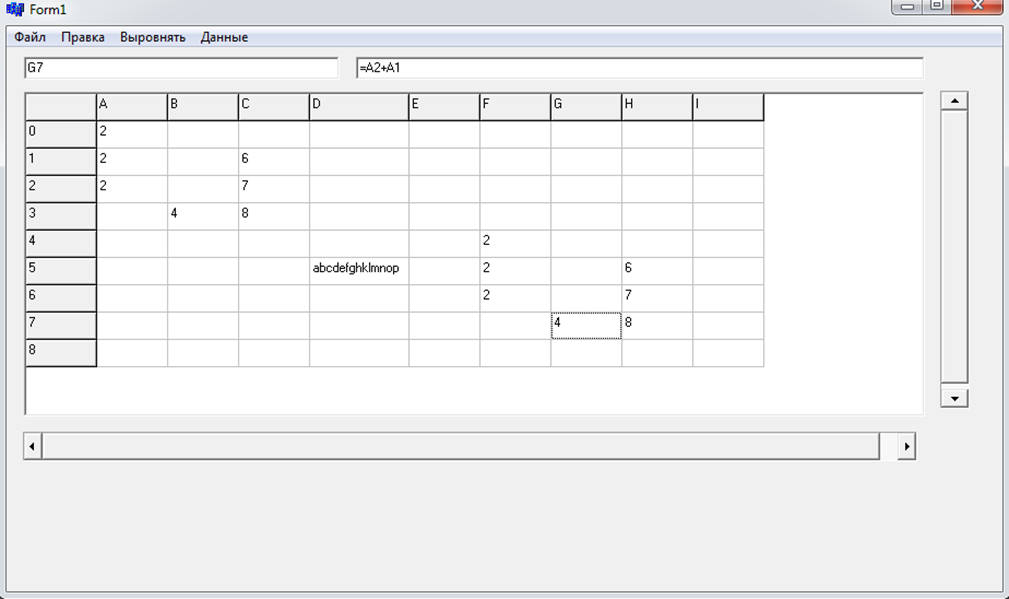 Form1
Файл Правка Выровнять Данные
G7 =A2+A1
A B C D E F G H I
0 2
1 2 6
2 2 7
3 4 8
4 2
5 abcdefghklmnop 2 6
6 2 7
7 4 8
8